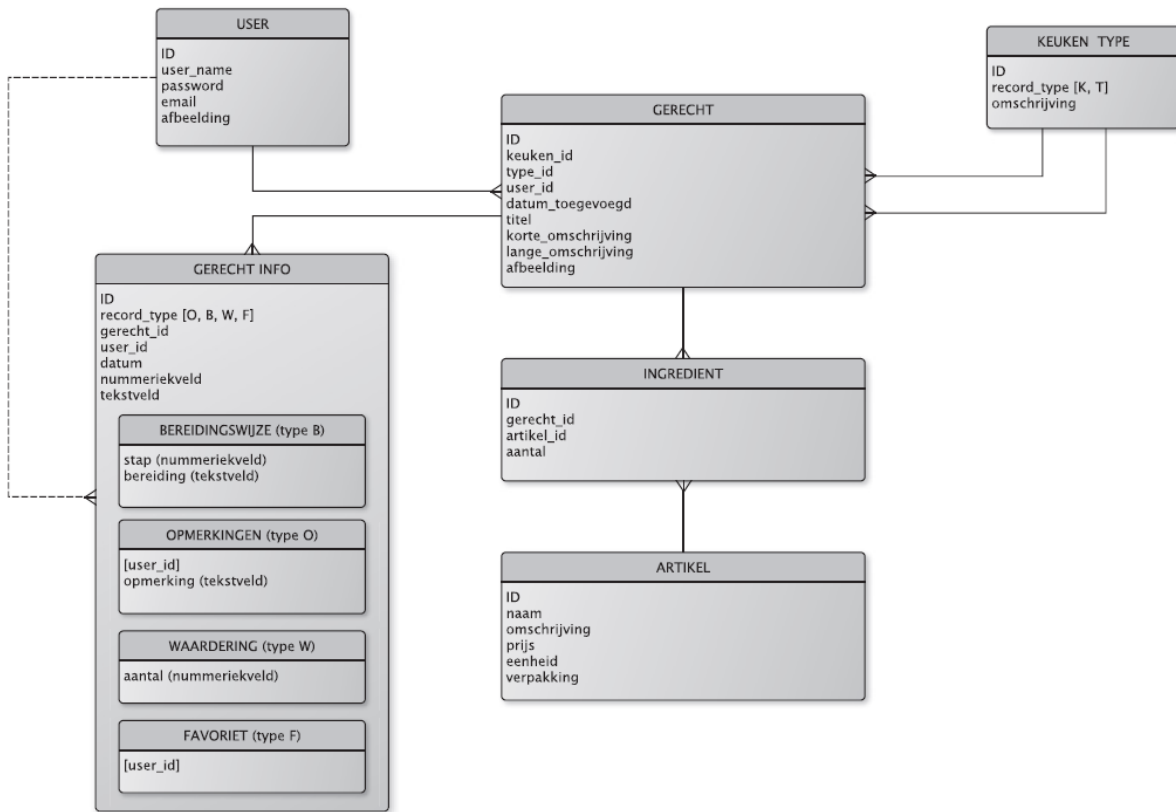 USER
ID
user_name
password
email
afbeelding
KEUKEN TYPE
ID
record_type [K, T]
omschrijving
GERECHT
ID
keuken_id
type_id
user_id
datum_toegevoegd
titel
korte_omschrijving
lange_omschrijving
afbeelding
GERECHT INFO
ID
record_type [O, B, W, F]
gerecht_id
user_id
datum
nummeriekveld
tekstveld
BEREIDINGSWIJZE (type B)
stap (nummeriekveld)
bereiding (tekstveld)
OPMERKINGEN (type O)
[user_id]
opmerking (tekstveld)
WAARDERING (type W)
aantal (nummeriekveld)
FAVORIET (type F)
[user_id]
INGREDIENT
ID
gerecht_id
artikel_id
aantal
ARTIKEL
ID
naam
omschrijving
prijs
eenheid
verpakking